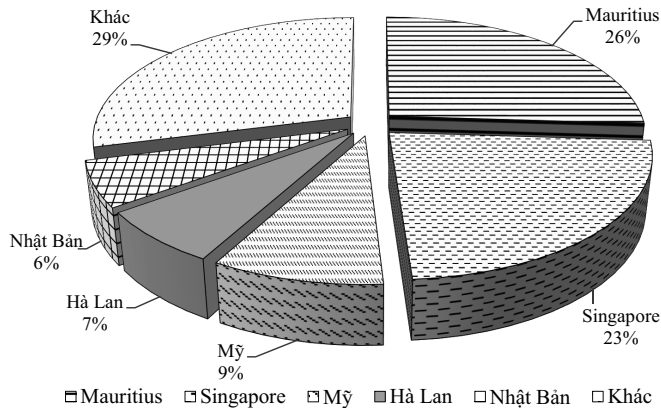 Khác
29%
Mauritius
26%
Nhật Bản
6%
Hà Lan
7%
Mỹ
9%
Singapore
23%
Mauritius Singapore Mỹ Hà Lan Nhật Bản Khác